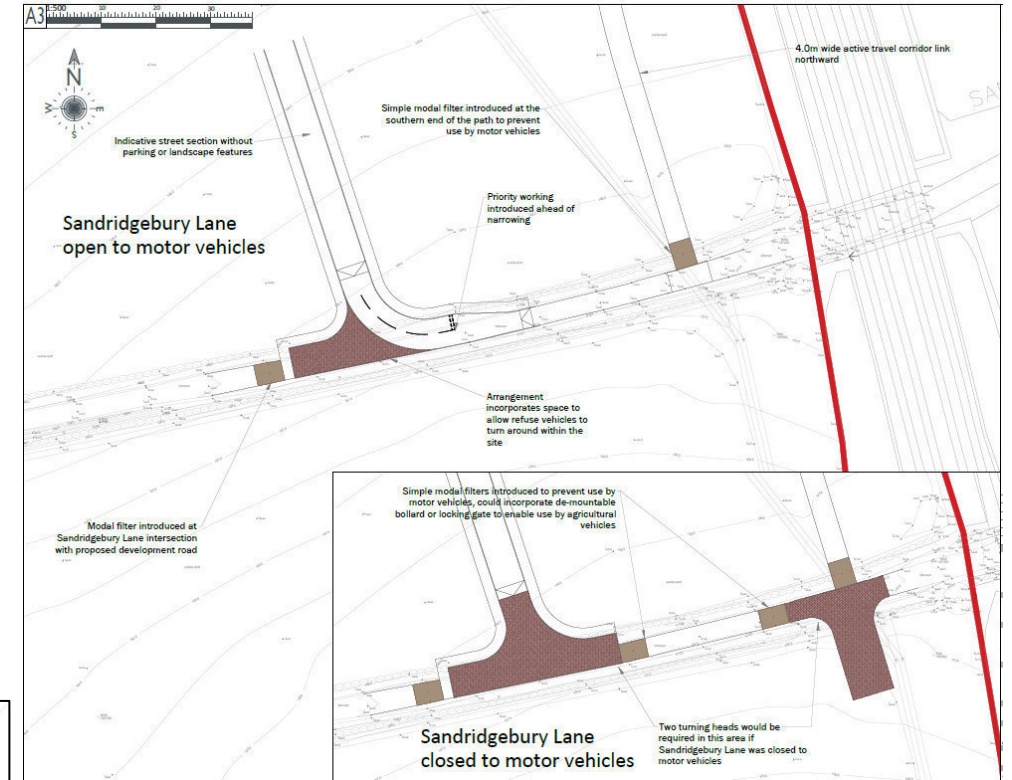 A3
1:500
10
20
30
N
W
S
4.0m wide active travel corridor link
northward
SA
Simple modal filter introduced at the
southern end of the path to prevent
use by motor vehicles
Indicative street section without
parking or landscape features
Priority working
introduced ahead of
narrowing
Sandridgebury Lane
open to motor vehicles
Arrangement
incorporates space to
allow refuse vehicles to
turn around within the
site
Modal filter introduced at
Sandridgebury Lane intersection
with proposed development road
Simple modal filters introduced to prevent use by
motor vehicles, could incorporate de-mountable
bollard or locking gate to enable use by agricultural
vehicles
Sandridgebury Lane
closed to motor vehicles
Two turning heads would be
required in this area if
Sandridgebury Lane was closed to
motor vehicles